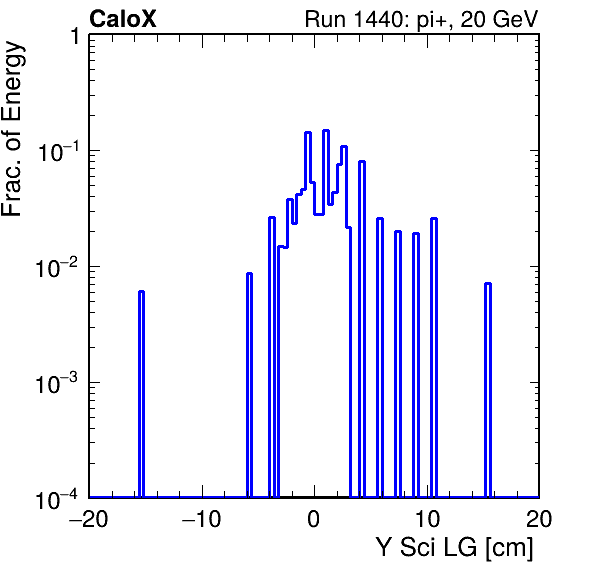 CaloX
Run 1440: pi+, 20 GeV
Frac. of Energy
1
10⁻¹
10⁻²
10⁻³
10⁻⁴
−20
−10
0
10
20
Y Sci LG [cm]